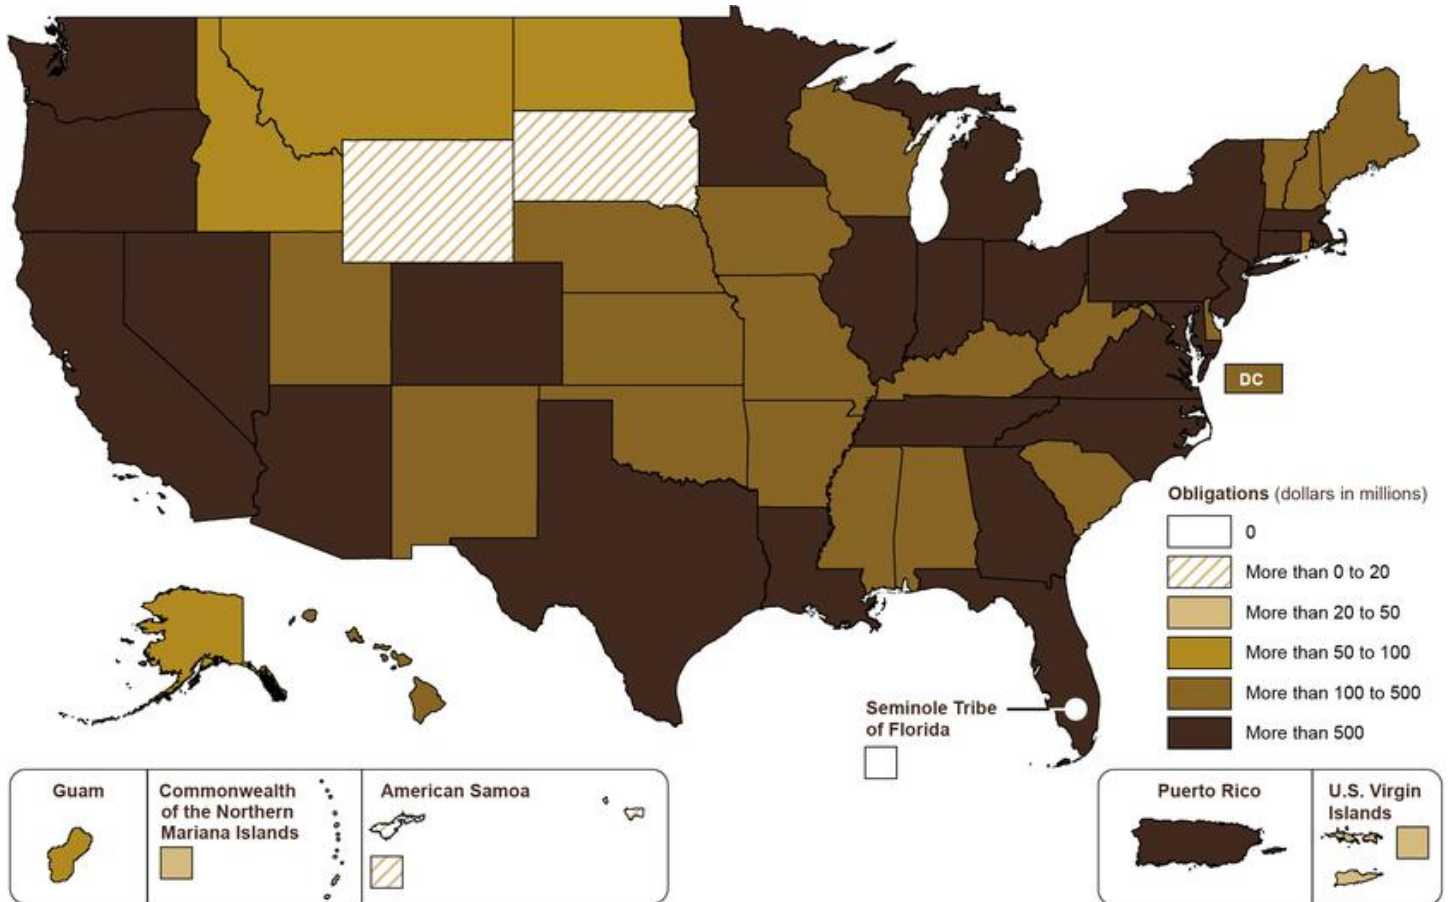 DC
Obligations (dollars in millions)
0
More than 0 to 20
More than 20 to 50
More than 50 to 100
More than 100 to 500
More than 500
Seminole Tribe
of Florida
Guam
Commonwealth
of the Northern
Mariana Islands
American Samoa
Puerto Rico
U.S. Virgin
Islands